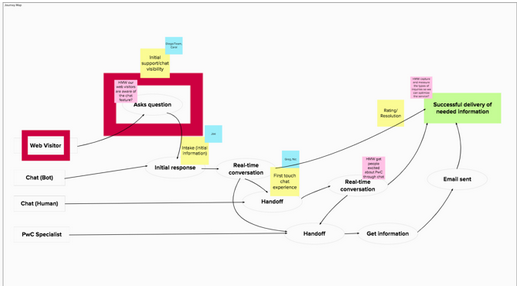 Journey Map
Initial
support/chat
visibility
HMW our
web visitors
are aware of
the chat
feature?
Asks question
Web Visitor
Intake (Initial
Information)
Chat (Bot)
Initial response
Real-time
conversation
First touch
chat
experience
Chat (Human)
Handoff
HMW get
people
excited
about PwC
through chat
Real-time
conversation
Rating/
Resolution
Successful delivery of
needed information
Email sent
PwC Specialist
Handoff
Get information